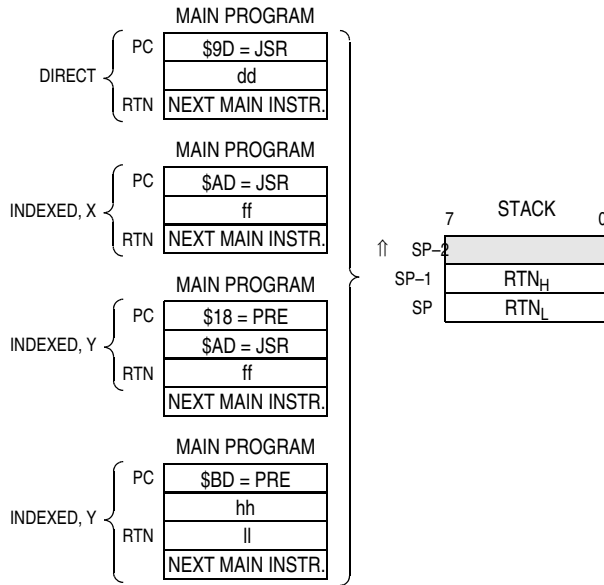 MAIN PROGRAM
PC $9D = JSR
DIRECT dd
RTN NEXT MAIN INSTR.
MAIN PROGRAM
PC $AD = JSR
INDEXED, X ff
RTN NEXT MAIN INSTR.
MAIN PROGRAM
PC $18 = PRE
INDEXED, Y $AD = JSR
RTN ff
NEXT MAIN INSTR.
MAIN PROGRAM
PC $BD = PRE
INDEXED, Y hh
RTN ll
NEXT MAIN INSTR.
7 STACK 0
⇑ SP–2
SP–1 RTNH
SP RTNL